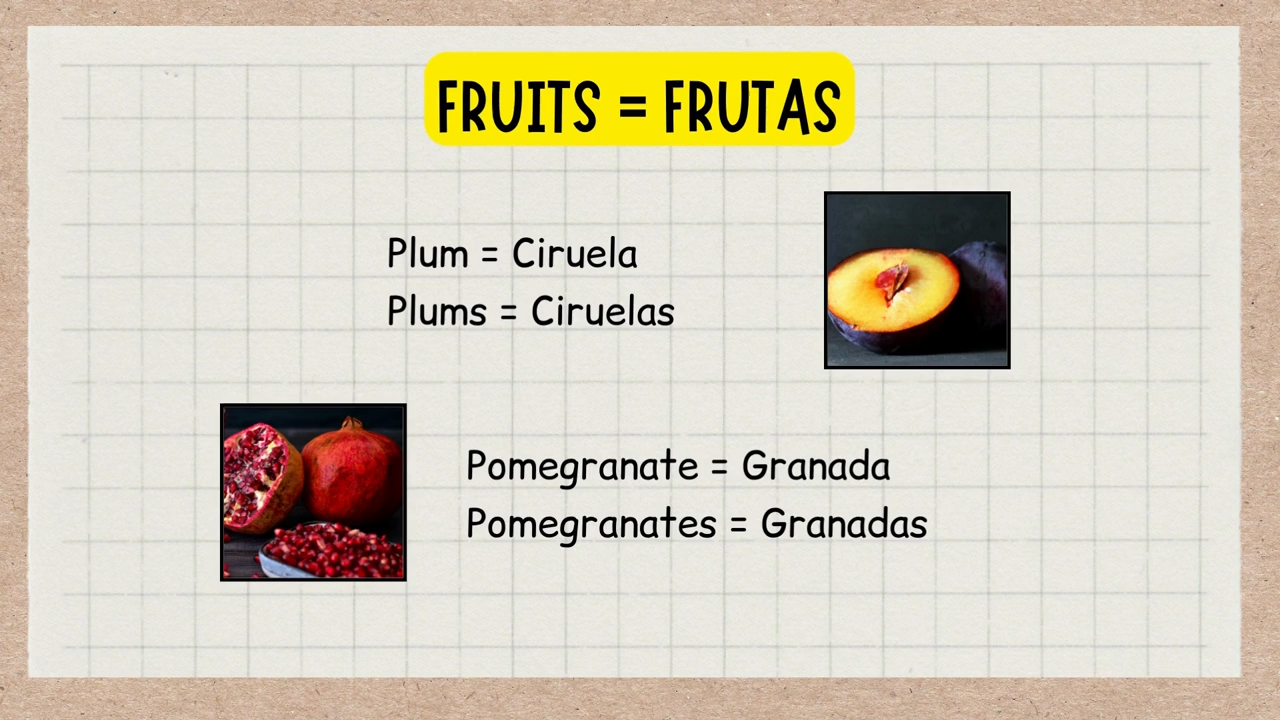 FRUITS = FRUTAS
Plum = Ciruela
Plums = Ciruelas
Pomegranate = Granada
Pomegranates = Granadas